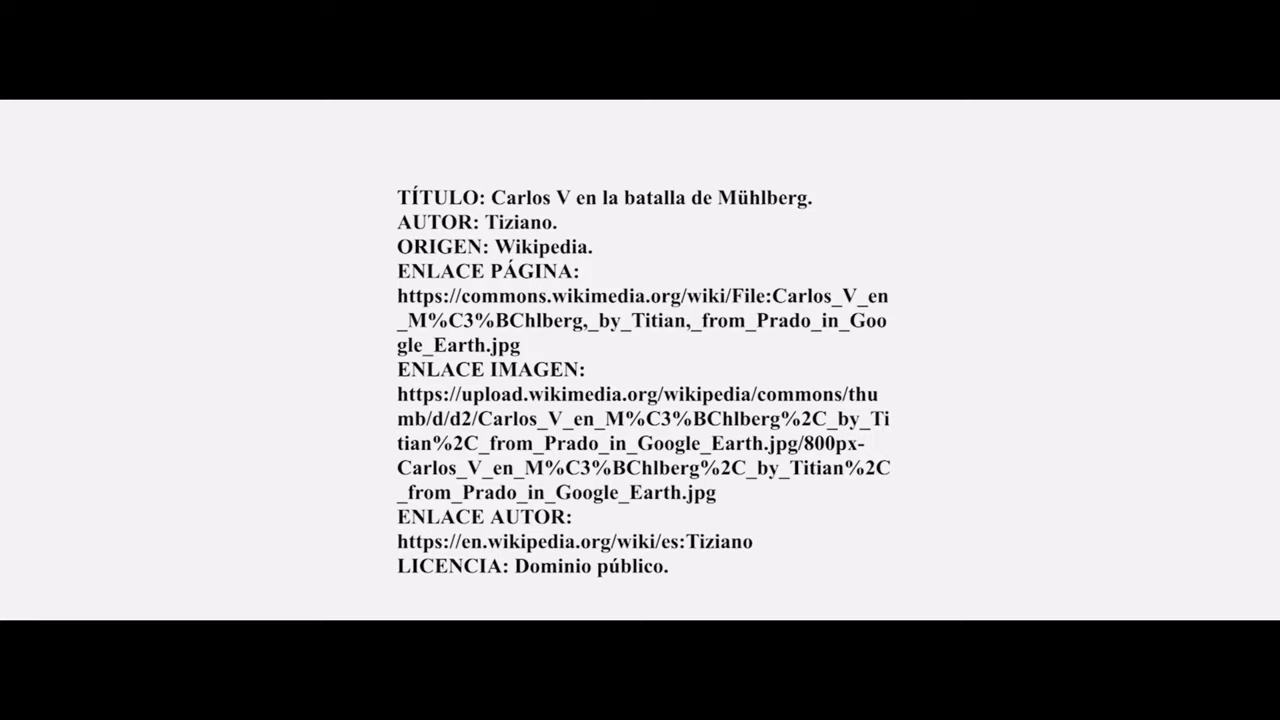 TÍTULO: Carlos V en la batalla de Mühlberg.
AUTOR: Tiziano.
ORIGEN: Wikipedia.
ENLACE PÁGINA:
https://commons.wikimedia.org/wiki/File:Carlos_V_en
_M%C3%BChlberg,_by_Titian,_from_Prado_in_Goo
gle_Earth.jpg
ENLACE IMAGEN:
https://upload.wikimedia.org/wikipedia/commons/thu
mb/d/d2/Carlos_V_en_M%C3%BChlberg%2C_by_Ti
tian%2C_from_Prado_in_Google_Earth.jpg/800px-
Carlos_V_en_M%C3%BChlberg%2C_by_Titian%2C
_from_Prado_in_Google_Earth.jpg
ENLACE AUTOR:
https://en.wikipedia.org/wiki/es:Tiziano
LICENCIA: Dominio público.